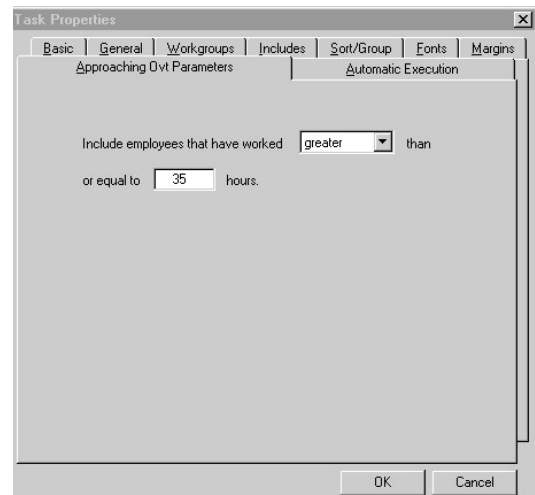 Task Properties
Basic General Workgroups Includes Sort/Group Fonts Margins
Approaching Ovt Parameters Automatic Execution
Include employees that have worked greater than
or equal to 35 hours.
OK Cancel